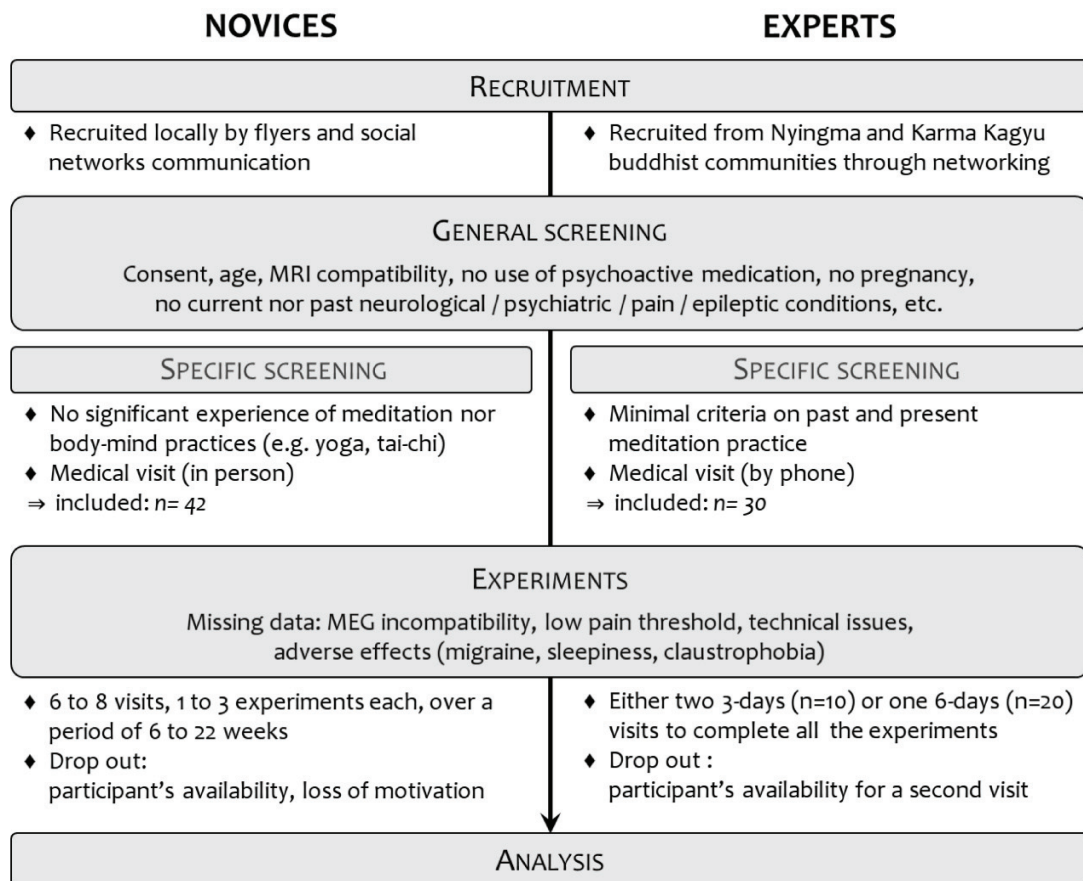 NOVICES
EXPERTS
RECRUITMENT
♦ Recruited locally by flyers and social
networks communication
♦ Recruited from Nyingma and Karma Kagyu
buddhist communities through networking
GENERAL SCREENING
Consent, age, MRI compatibility, no use of psychoactive medication, no pregnancy,
no current nor past neurological / psychiatric / pain / epileptic conditions, etc.
SPECIFIC SCREENING
♦ No significant experience of meditation nor
body-mind practices (e.g. yoga, tai-chi)
♦ Medical visit (in person)
⇒ included: n= 42
SPECIFIC SCREENING
♦ Minimal criteria on past and present
meditation practice
♦ Medical visit (by phone)
⇒ included: n= 30
EXPERIMENTS
Missing data: MEG incompatibility, low pain threshold, technical issues,
adverse effects (migraine, sleepiness, claustrophobia)
♦ 6 to 8 visits, 1 to 3 experiments each, over a
period of 6 to 22 weeks
♦ Drop out:
participant's availability, loss of motivation
♦ Either two 3-days (n=10) or one 6-days (n=20)
visits to complete all the experiments
♦ Drop out :
participant's availability for a second visit
ANALYSIS